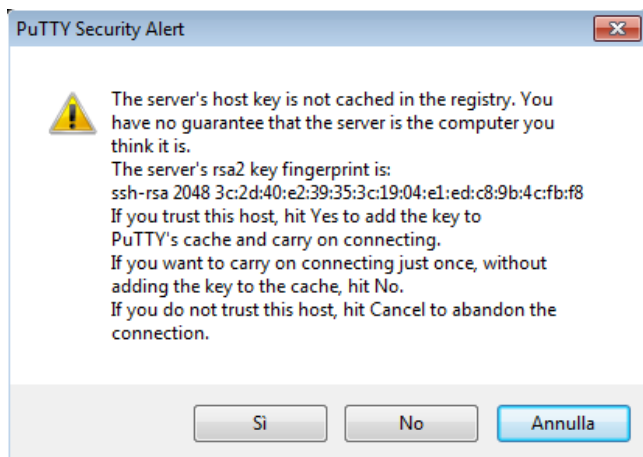 PuTTY Security Alert
The server's host key is not cached in the registry. You
have no guarantee that the server is the computer you
think it is.
The server's rsa2 key fingerprint is:
ssh-rsa 2048 3c:2d:40:e2:39:35:3c:19:04:e1:ed:c8:9b:4c:fb:f8
If you trust this host, hit Yes to add the key to
PuTTY's cache and carry on connecting.
If you want to carry on connecting just once, without
adding the key to the cache, hit No.
If you do not trust this host, hit Cancel to abandon the
connection.
Sì No Annulla